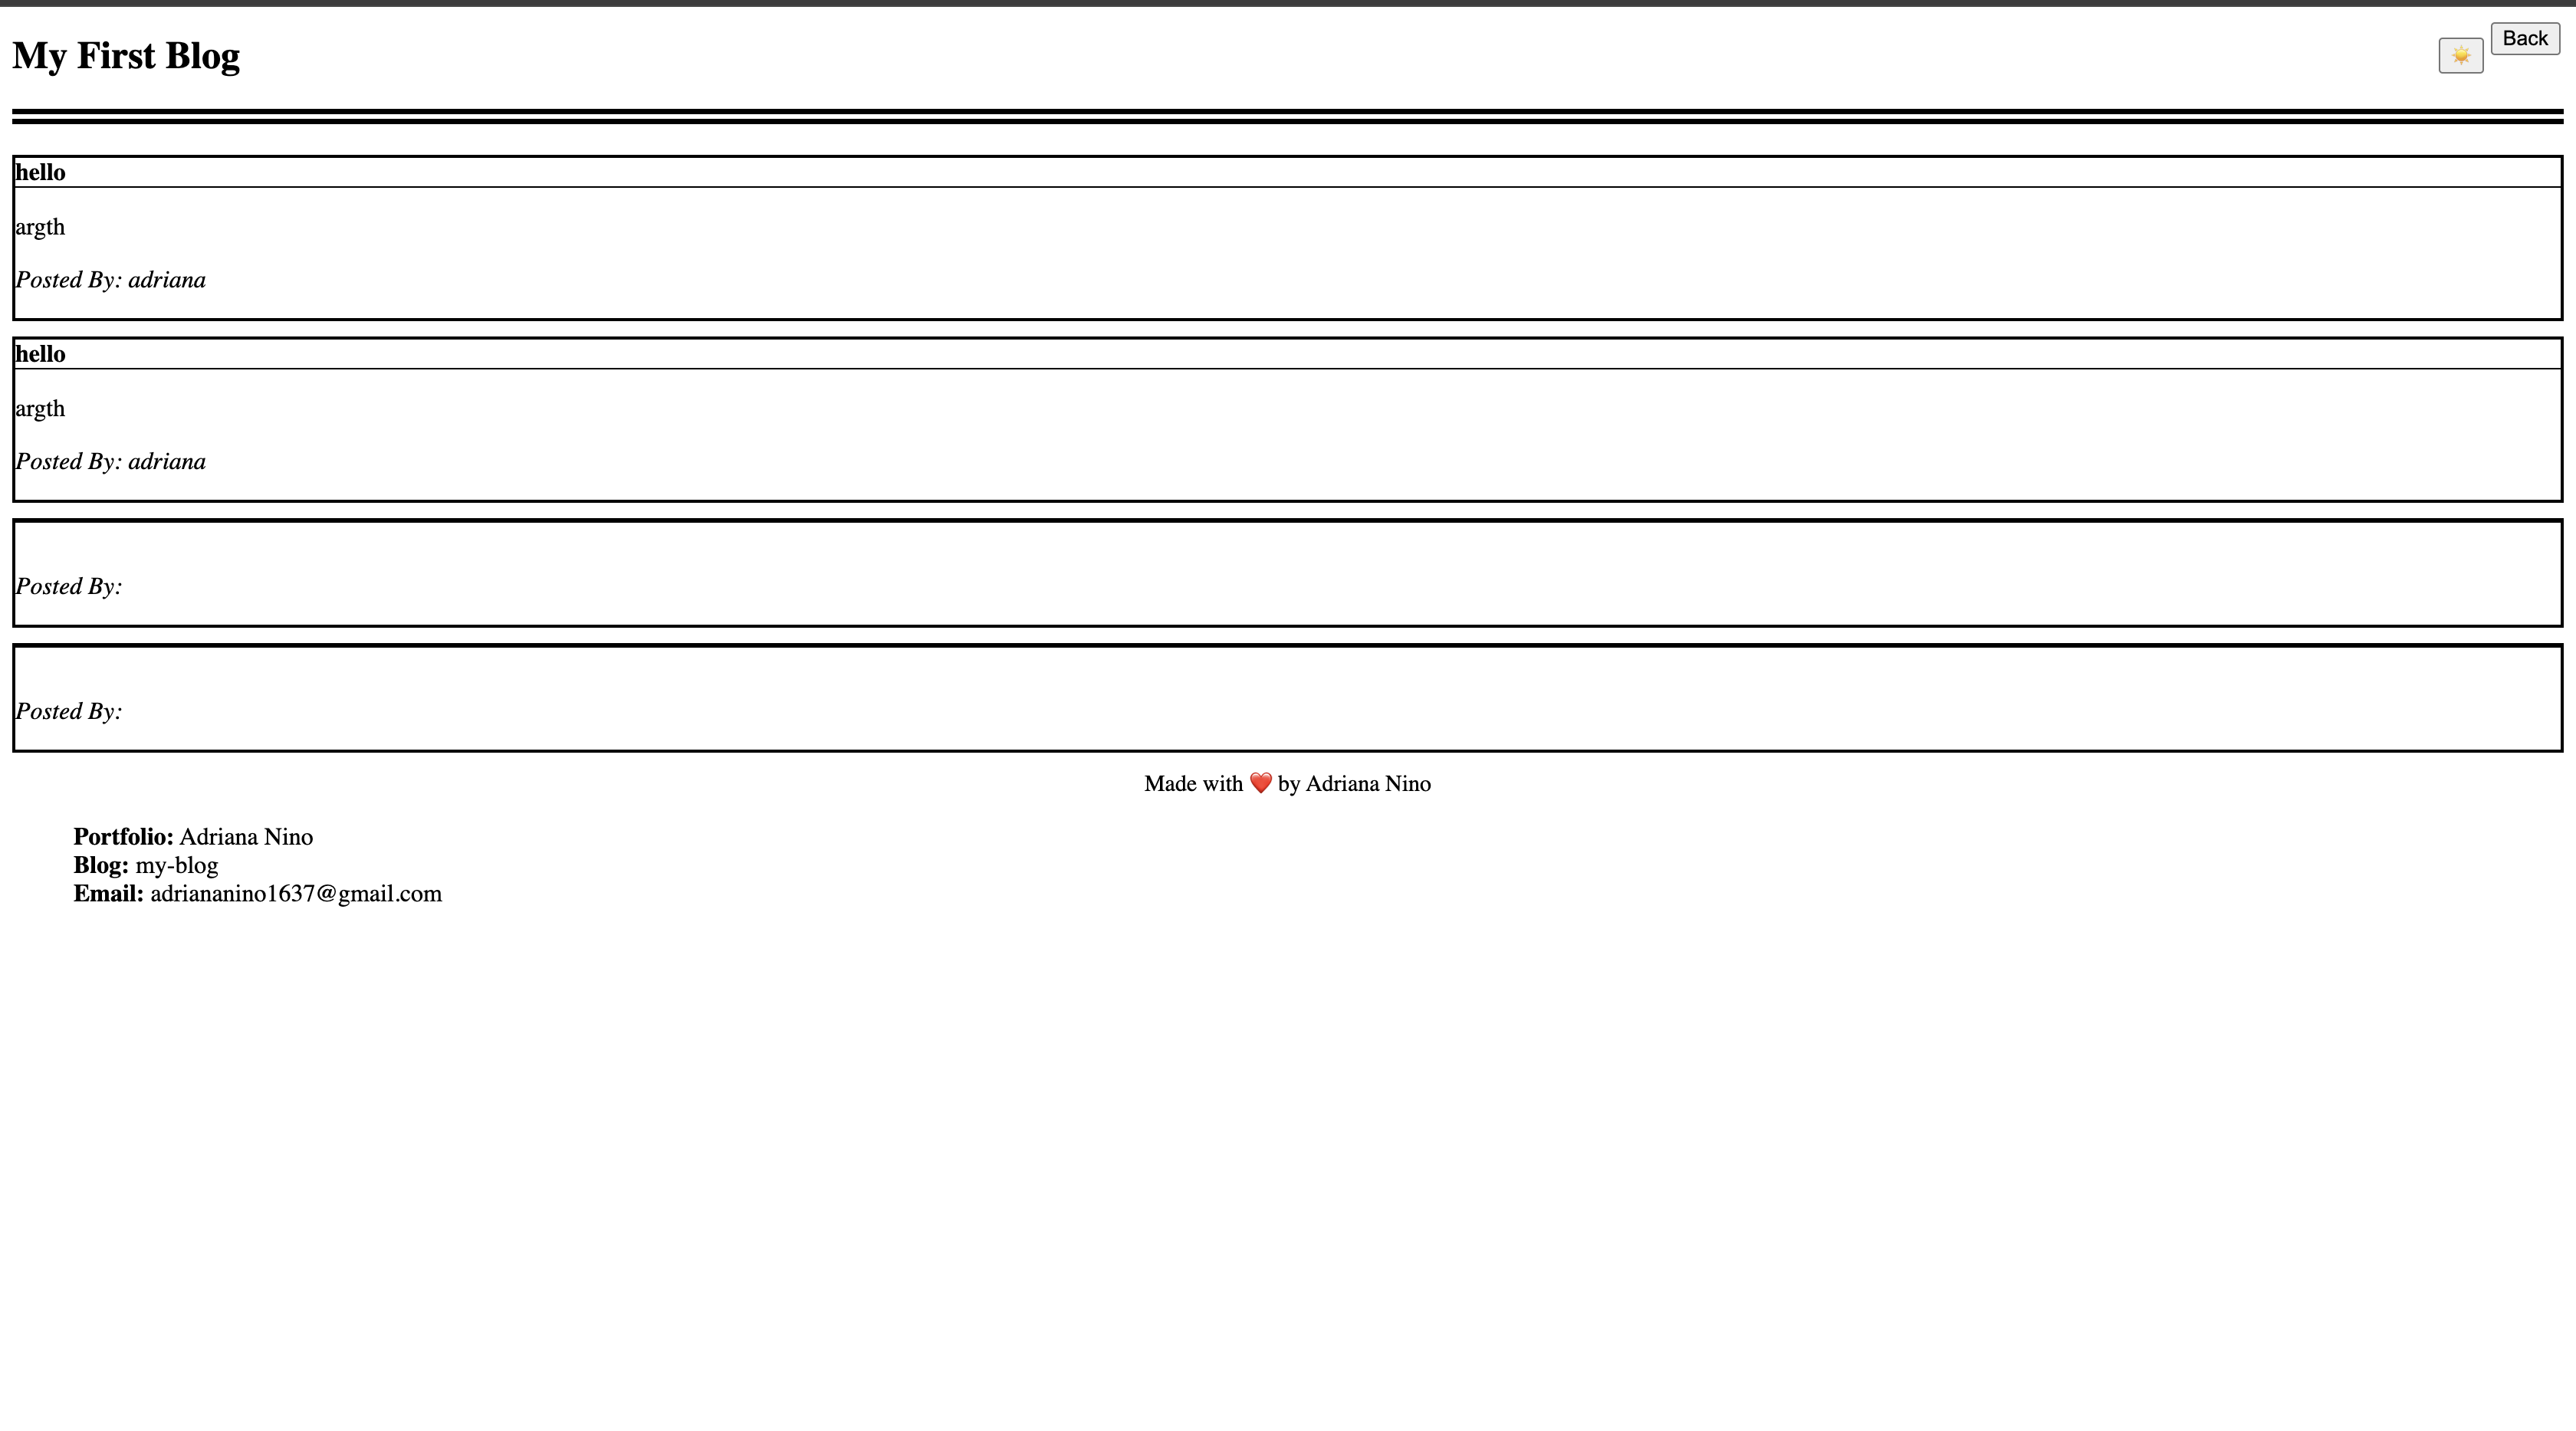 My First Blog
☀️ Back
hello
argth
Posted By: adriana
hello
argth
Posted By: adriana
Posted By:
Posted By:
Made with ❤️ by Adriana Nino
Portfolio: Adriana Nino
Blog: my-blog
Email: adriananino1637@gmail.com